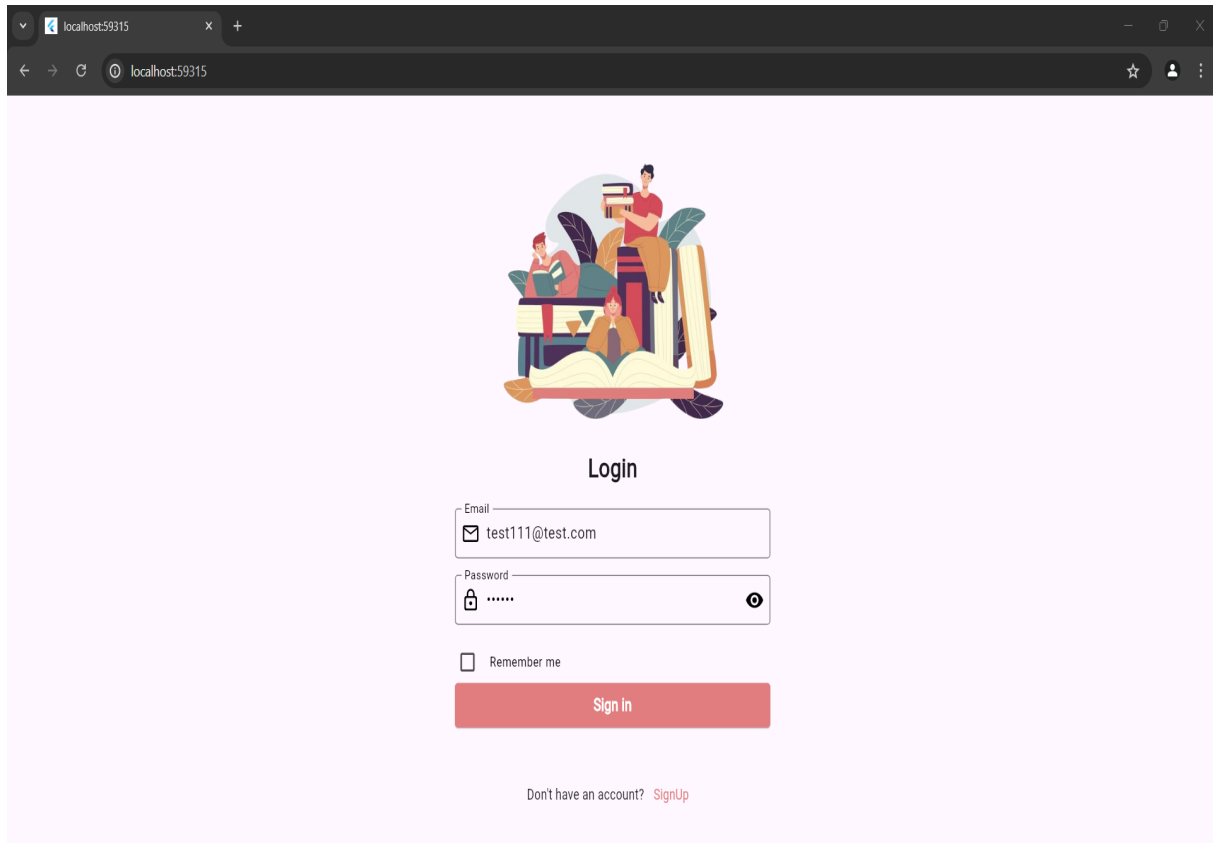 localhost:59315
localhost:59315
Login
Email
test111@test.com
Password
••••••
Remember me
Sign in
Don't have an account? SignUp